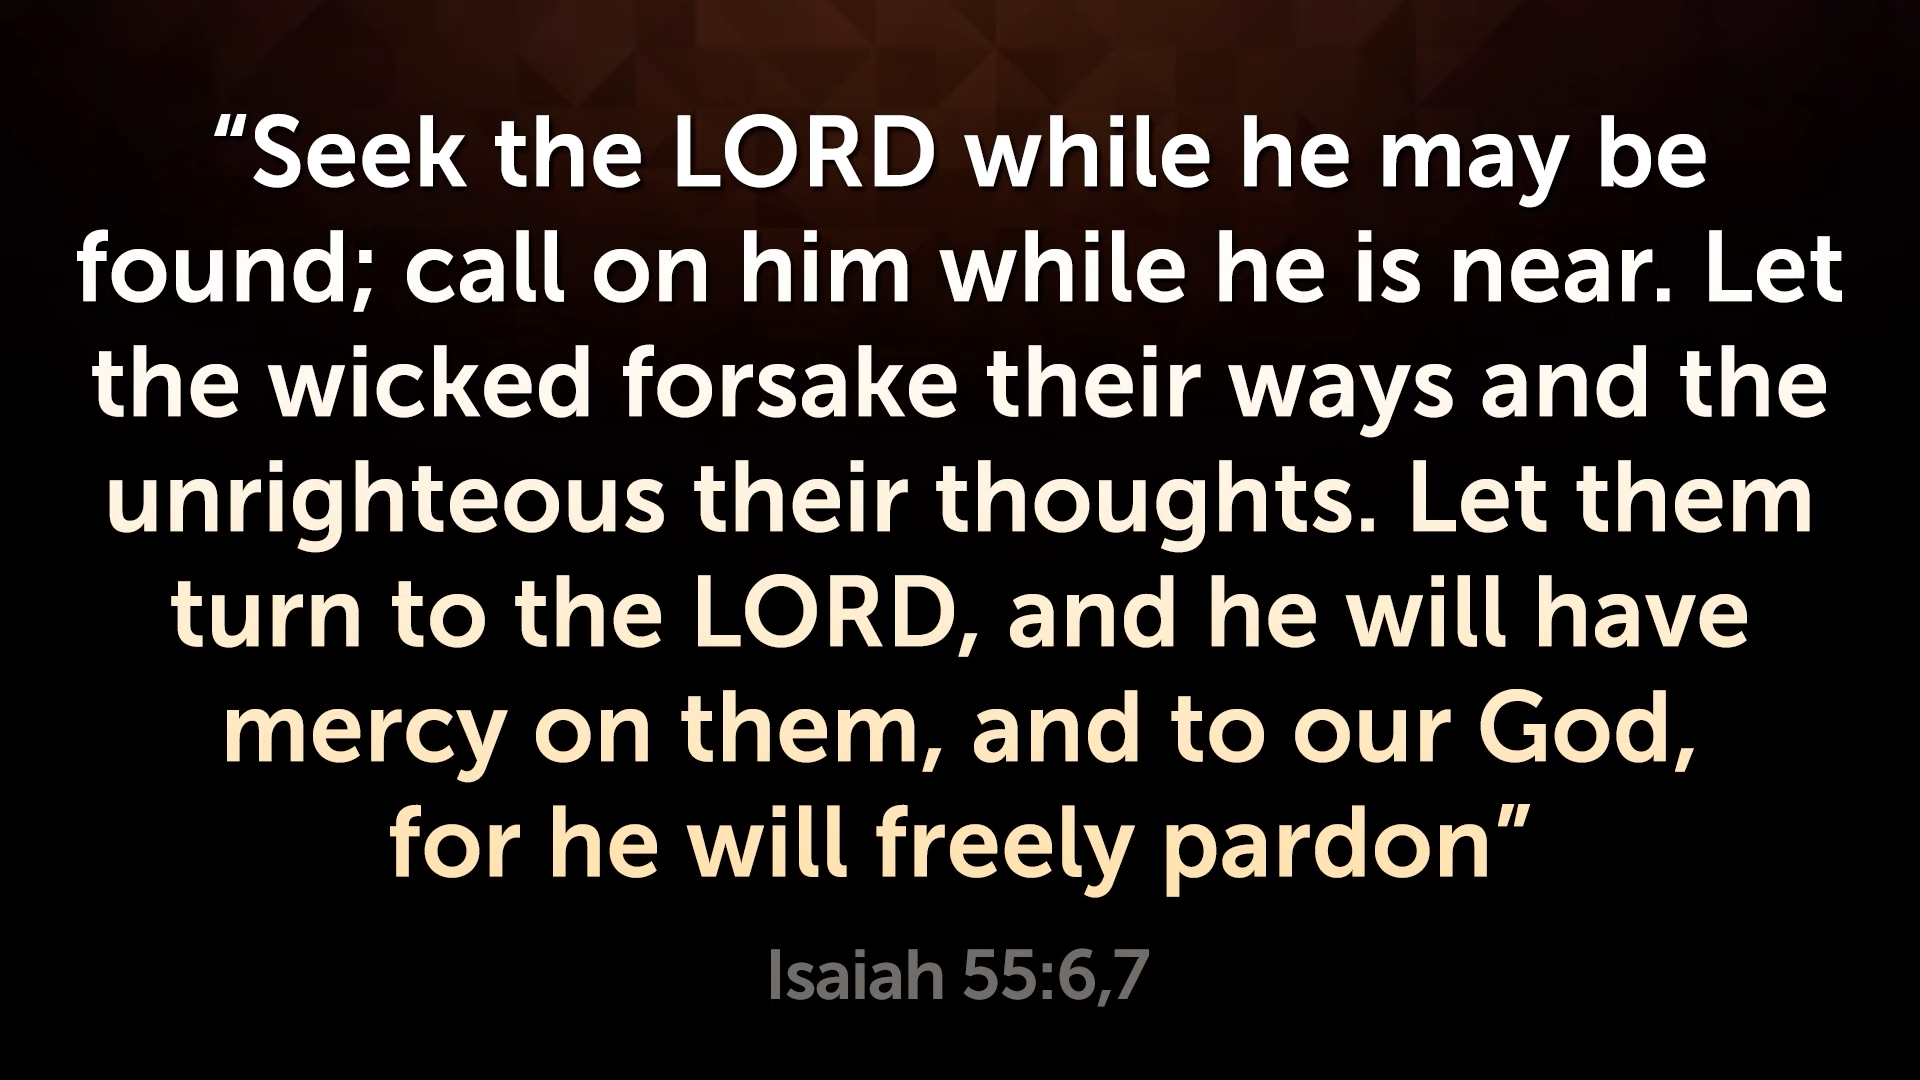 “Seek the LORD while he may be
found; call on him while he is near. Let
the wicked forsake their ways and the
unrighteous their thoughts. Let them
turn to the LORD, and he will have
mercy on them, and to our God,
for he will freely pardon”
Isaiah 55:6,7